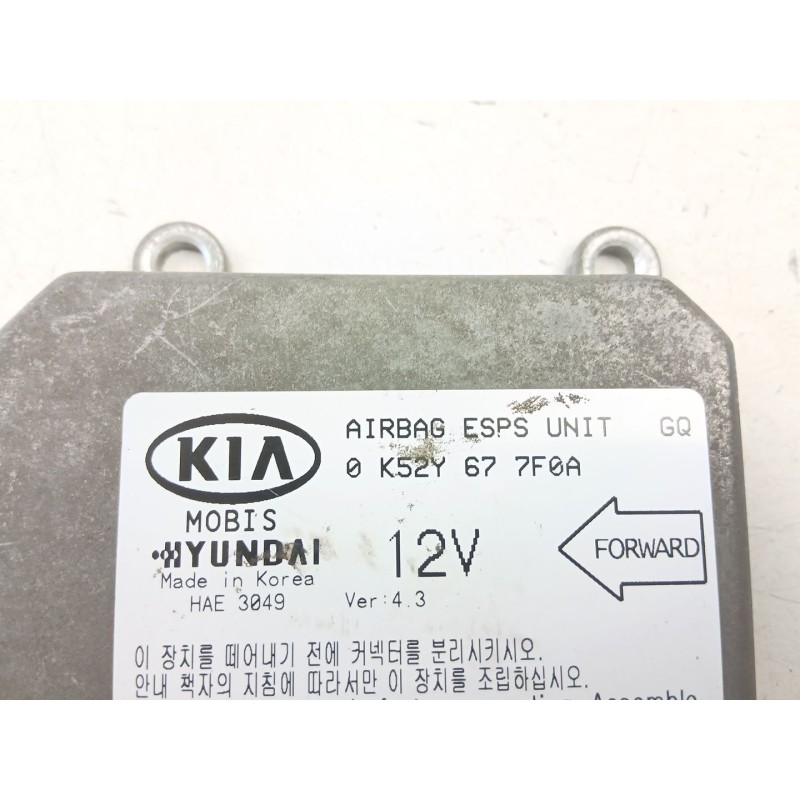 KIA
AIRBAG ESPS UNIT GQ
0 K52Y 67 7F0A
MOBIS
HYUNDAI
12V
FORWARD
Made in Korea
HAE 3049
Ver:4.3
이 장치를 떼어내기 전에 커넥터를 분리시키시오.
안내 책자의 지침에 따라서만 이 장치를 조립하십시오.
Assemble